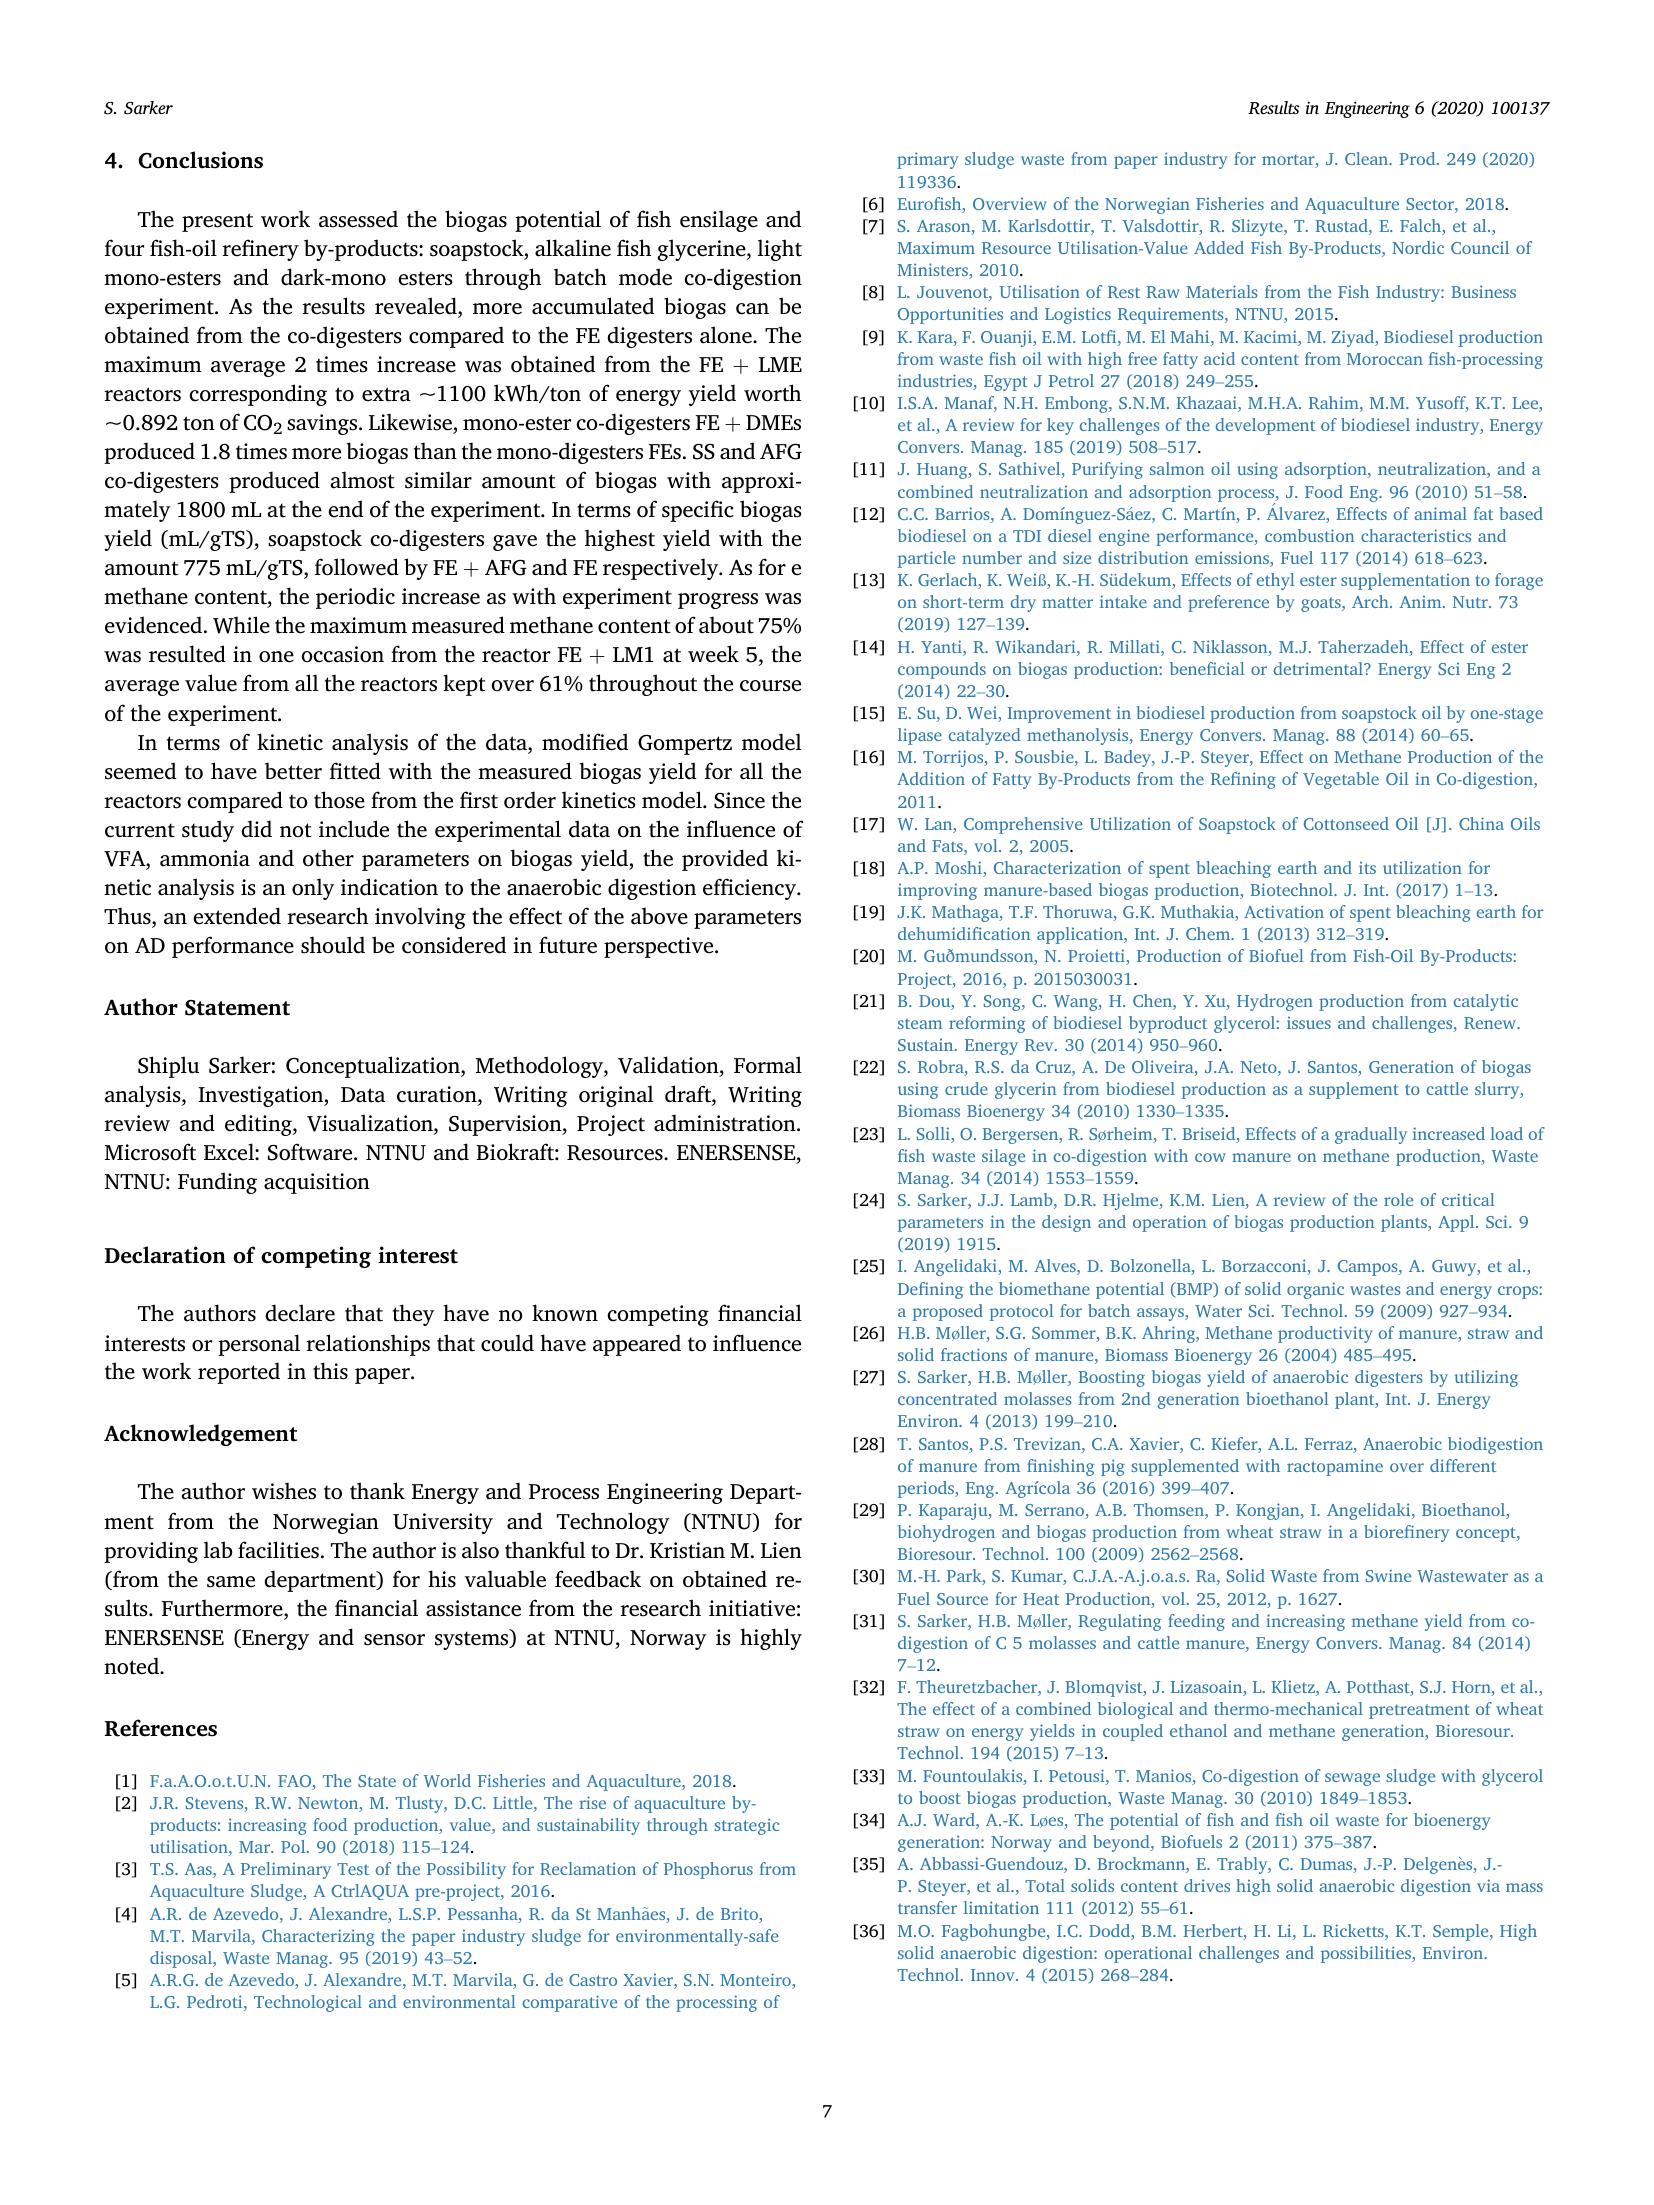 S. Sarker
Results in Engineering 6 (2020) 100137
4. Conclusions
The present work assessed the biogas potential of fish ensilage and
four fish-oil refinery by-products: soapstock, alkaline fish glycerine, light
mono-esters and dark-mono esters through batch mode co-digestion
experiment. As the results revealed, more accumulated biogas can be
obtained from the co-digesters compared to the FE digesters alone. The
maximum average 2 times increase was obtained from the FE + LME
reactors corresponding to extra ~1100 kWh/ton of energy yield worth
~0.892 ton of CO2 savings. Likewise, mono-ester co-digesters FE + DMEs
produced 1.8 times more biogas than the mono-digesters FEs. SS and AFG
co-digesters produced almost similar amount of biogas with approxi-
mately 1800 mL at the end of the experiment. In terms of specific biogas
yield (mL/gTS), soapstock co-digesters gave the highest yield with the
amount 775 mL/gTS, followed by FE + AFG and FE respectively. As for e
methane content, the periodic increase as with experiment progress was
evidenced. While the maximum measured methane content of about 75%
was resulted in one occasion from the reactor FE + LM1 at week 5, the
average value from all the reactors kept over 61% throughout the course
of the experiment.
In terms of kinetic analysis of the data, modified Gompertz model
seemed to have better fitted with the measured biogas yield for all the
reactors compared to those from the first order kinetics model. Since the
current study did not include the experimental data on the influence of
VFA, ammonia and other parameters on biogas yield, the provided ki-
netic analysis is an only indication to the anaerobic digestion efficiency.
Thus, an extended research involving the effect of the above parameters
on AD performance should be considered in future perspective.
Author Statement
Shiplu Sarker: Conceptualization, Methodology, Validation, Formal
analysis, Investigation, Data curation, Writing original draft, Writing
review and editing, Visualization, Supervision, Project administration.
Microsoft Excel: Software. NTNU and Biokraft: Resources. ENERSENSE,
NTNU: Funding acquisition
Declaration of competing interest
The authors declare that they have no known competing financial
interests or personal relationships that could have appeared to influence
the work reported in this paper.
Acknowledgement
The author wishes to thank Energy and Process Engineering Depart-
ment from the Norwegian University and Technology (NTNU) for
providing lab facilities. The author is also thankful to Dr. Kristian M. Lien
(from the same department) for his valuable feedback on obtained re-
sults. Furthermore, the financial assistance from the research initiative:
ENERSENSE (Energy and sensor systems) at NTNU, Norway is highly
noted.
References
[1] F.a.A.O.o.t.U.N. FAO, The State of World Fisheries and Aquaculture, 2018.
[2] J.R. Stevens, R.W. Newton, M. Tlusty, D.C. Little, The rise of aquaculture by-
products: increasing food production, value, and sustainability through strategic
utilisation, Mar. Pol. 90 (2018) 115–124.
[3] T.S. Aas, A Preliminary Test of the Possibility for Reclamation of Phosphorus from
Aquaculture Sludge, A CtrlAQUA pre-project, 2016.
[4] A.R. de Azevedo, J. Alexandre, L.S.P. Pessanha, R. da St Manhães, J. de Brito,
M.T. Marvila, Characterizing the paper industry sludge for environmentally-safe
disposal, Waste Manag. 95 (2019) 43–52.
[5] A.R.G. de Azevedo, J. Alexandre, M.T. Marvila, G. de Castro Xavier, S.N. Monteiro,
L.G. Pedroti, Technological and environmental comparative of the processing of
primary sludge waste from paper industry for mortar, J. Clean. Prod. 249 (2020)
119336.
[6] Eurofish, Overview of the Norwegian Fisheries and Aquaculture Sector, 2018.
[7] S. Arason, M. Karlsdottir, T. Valsdottir, R. Slizyte, T. Rustad, E. Falch, et al.,
Maximum Resource Utilisation-Value Added Fish By-Products, Nordic Council of
Ministers, 2010.
[8] L. Jouvenot, Utilisation of Rest Raw Materials from the Fish Industry: Business
Opportunities and Logistics Requirements, NTNU, 2015.
[9] K. Kara, F. Ouanji, E.M. Lotfi, M. El Mahi, M. Kacimi, M. Ziyad, Biodiesel production
from waste fish oil with high free fatty acid content from Moroccan fish-processing
industries, Egypt J Petrol 27 (2018) 249–255.
[10] I.S.A. Manaf, N.H. Embong, S.N.M. Khazaai, M.H.A. Rahim, M.M. Yusoff, K.T. Lee,
et al., A review for key challenges of the development of biodiesel industry, Energy
Convers. Manag. 185 (2019) 508–517.
[11] J. Huang, S. Sathivel, Purifying salmon oil using adsorption, neutralization, and a
combined neutralization and adsorption process, J. Food Eng. 96 (2010) 51–58.
[12] C.C. Barrios, A. Domínguez-Sáez, C. Martín, P. Álvarez, Effects of animal fat based
biodiesel on a TDI diesel engine performance, combustion characteristics and
particle number and size distribution emissions, Fuel 117 (2014) 618–623.
[13] K. Gerlach, K. Weiß, K.-H. Südekum, Effects of ethyl ester supplementation to forage
on short-term dry matter intake and preference by goats, Arch. Anim. Nutr. 73
(2019) 127–139.
[14] H. Yanti, R. Wikandari, R. Millati, C. Niklasson, M.J. Taherzadeh, Effect of ester
compounds on biogas production: beneficial or detrimental? Energy Sci Eng 2
(2014) 22–30.
[15] E. Su, D. Wei, Improvement in biodiesel production from soapstock oil by one-stage
lipase catalyzed methanolysis, Energy Convers. Manag. 88 (2014) 60–65.
[16] M. Torrijos, P. Sousbie, L. Badey, J.-P. Steyer, Effect on Methane Production of the
Addition of Fatty By-Products from the Refining of Vegetable Oil in Co-digestion,
2011.
[17] W. Lan, Comprehensive Utilization of Soapstock of Cottonseed Oil [J]. China Oils
and Fats, vol. 2, 2005.
[18] A.P. Moshi, Characterization of spent bleaching earth and its utilization for
improving manure-based biogas production, Biotechnol. J. Int. (2017) 1–13.
[19] J.K. Mathaga, T.F. Thoruwa, G.K. Muthakia, Activation of spent bleaching earth for
dehumidification application, Int. J. Chem. 1 (2013) 312–319.
[20] M. Guðmundsson, N. Proietti, Production of Biofuel from Fish-Oil By-Products:
Project, 2016, p. 2015030031.
[21] B. Dou, Y. Song, C. Wang, H. Chen, Y. Xu, Hydrogen production from catalytic
steam reforming of biodiesel byproduct glycerol: issues and challenges, Renew.
Sustain. Energy Rev. 30 (2014) 950–960.
[22] S. Robra, R.S. da Cruz, A. De Oliveira, J.A. Neto, J. Santos, Generation of biogas
using crude glycerin from biodiesel production as a supplement to cattle slurry,
Biomass Bioenergy 34 (2010) 1330–1335.
[23] L. Solli, O. Bergersen, R. Sørheim, T. Briseid, Effects of a gradually increased load of
fish waste silage in co-digestion with cow manure on methane production, Waste
Manag. 34 (2014) 1553–1559.
[24] S. Sarker, J.J. Lamb, D.R. Hjelme, K.M. Lien, A review of the role of critical
parameters in the design and operation of biogas production plants, Appl. Sci. 9
(2019) 1915.
[25] I. Angelidaki, M. Alves, D. Bolzonella, L. Borzacconi, J. Campos, A. Guwy, et al.,
Defining the biomethane potential (BMP) of solid organic wastes and energy crops:
a proposed protocol for batch assays, Water Sci. Technol. 59 (2009) 927–934.
[26] H.B. Møller, S.G. Sommer, B.K. Ahring, Methane productivity of manure, straw and
solid fractions of manure, Biomass Bioenergy 26 (2004) 485–495.
[27] S. Sarker, H.B. Møller, Boosting biogas yield of anaerobic digesters by utilizing
concentrated molasses from 2nd generation bioethanol plant, Int. J. Energy
Environ. 4 (2013) 199–210.
[28] T. Santos, P.S. Trevizan, C.A. Xavier, C. Kiefer, A.L. Ferraz, Anaerobic biodigestion
of manure from finishing pig supplemented with ractopamine over different
periods, Eng. Agrícola 36 (2016) 399–407.
[29] P. Kaparaju, M. Serrano, A.B. Thomsen, P. Kongjan, I. Angelidaki, Bioethanol,
biohydrogen and biogas production from wheat straw in a biorefinery concept,
Bioresour. Technol. 100 (2009) 2562–2568.
[30] M.-H. Park, S. Kumar, C.J.A.-A.j.o.a.s. Ra, Solid Waste from Swine Wastewater as a
Fuel Source for Heat Production, vol. 25, 2012, p. 1627.
[31] S. Sarker, H.B. Møller, Regulating feeding and increasing methane yield from co-
digestion of C 5 molasses and cattle manure, Energy Convers. Manag. 84 (2014)
7–12.
[32] F. Theuretzbacher, J. Blomqvist, J. Lizasoain, L. Klietz, A. Potthast, S.J. Horn, et al.,
The effect of a combined biological and thermo-mechanical pretreatment of wheat
straw on energy yields in coupled ethanol and methane generation, Bioresour.
Technol. 194 (2015) 7–13.
[33] M. Fountoulakis, I. Petousi, T. Manios, Co-digestion of sewage sludge with glycerol
to boost biogas production, Waste Manag. 30 (2010) 1849–1853.
[34] A.J. Ward, A.-K. Løes, The potential of fish and fish oil waste for bioenergy
generation: Norway and beyond, Biofuels 2 (2011) 375–387.
[35] A. Abbassi-Guendouz, D. Brockmann, E. Trably, C. Dumas, J.-P. Delgenès, J.-
P. Steyer, et al., Total solids content drives high solid anaerobic digestion via mass
transfer limitation 111 (2012) 55–61.
[36] M.O. Fagbohungbe, I.C. Dodd, B.M. Herbert, H. Li, L. Ricketts, K.T. Semple, High
solid anaerobic digestion: operational challenges and possibilities, Environ.
Technol. Innov. 4 (2015) 268–284.
7